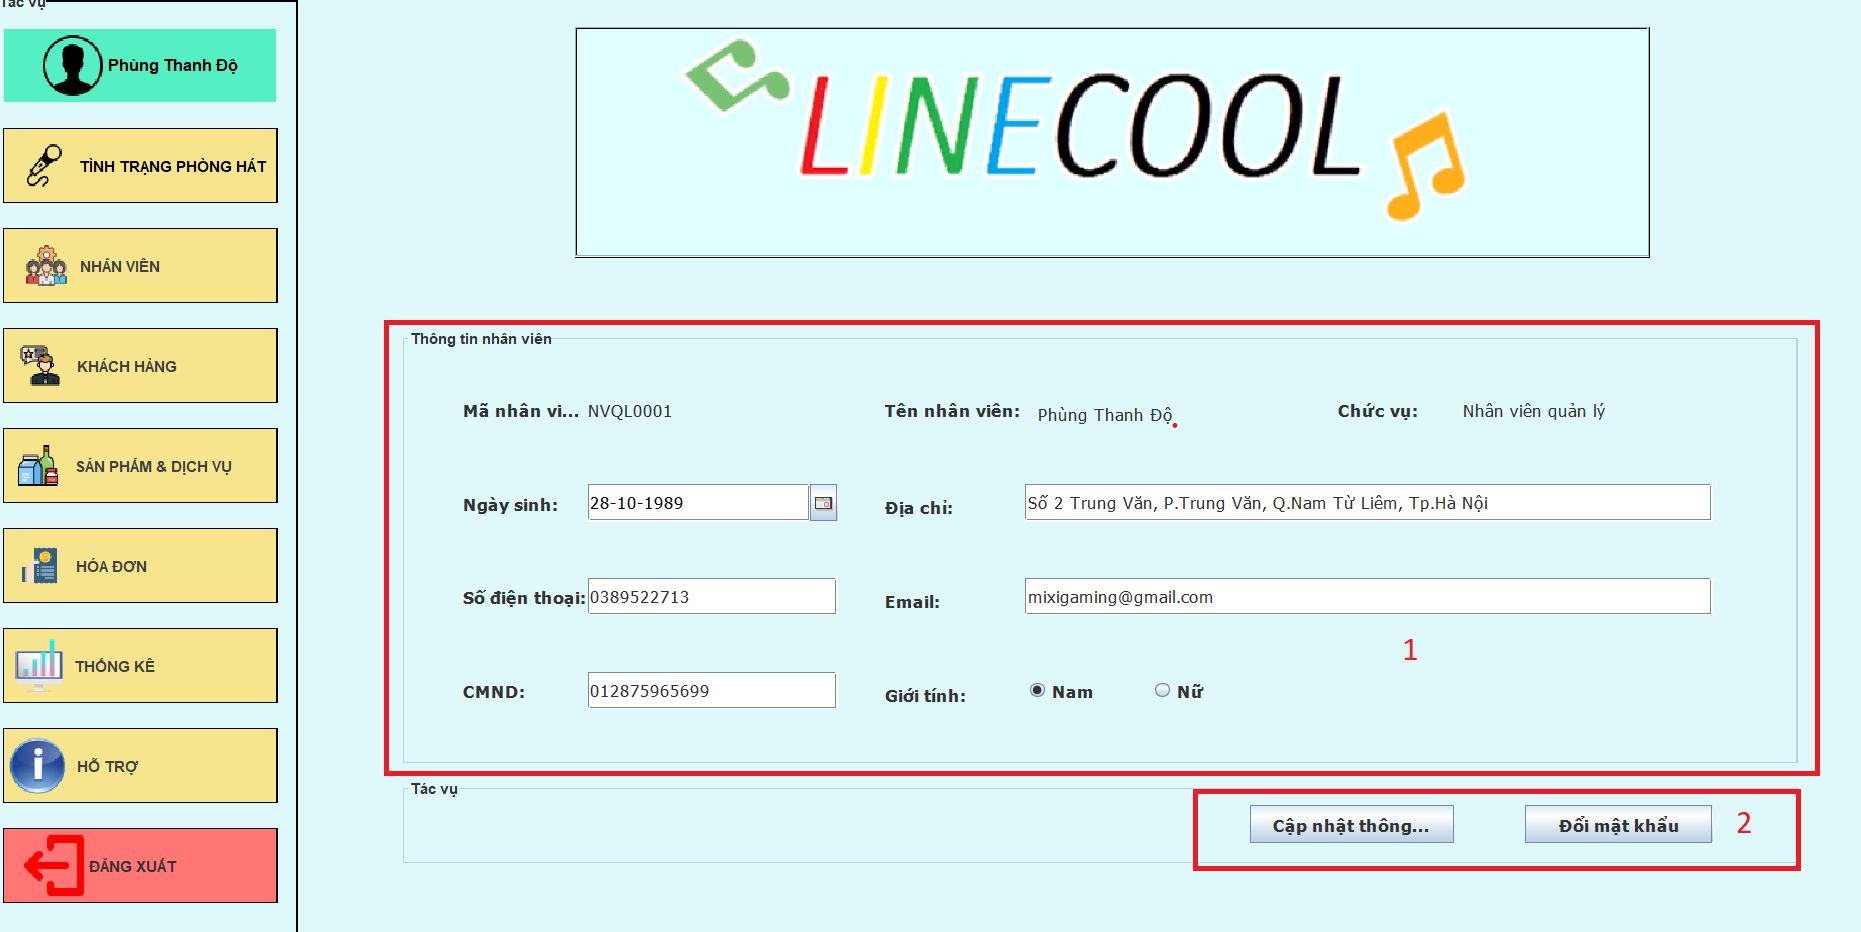 Tác vụ
Phùng Thanh Độ
TÌNH TRẠNG PHÒNG HÁT
NHÂN VIÊN
KHÁCH HÀNG
SẢN PHẨM & DỊCH VỤ
HÓA ĐƠN
THỐNG KÊ
HỖ TRỢ
ĐĂNG XUẤT
LINECOOL
Thông tin nhân viên
Mã nhân vi... NVQL0001 Tên nhân viên: Phùng Thanh Độ Chức vụ: Nhân viên quản lý
Ngày sinh: 28-10-1989 Địa chỉ: Số 2 Trung Văn, P.Trung Văn, Q.Nam Từ Liêm, Tp.Hà Nội
Số điện thoại: 0389522713 Email: mixigaming@gmail.com
1
CMND: 012875965699 Giới tính: Nam Nữ
Tác vụ
Cập nhật thông... Đổi mật khẩu 2